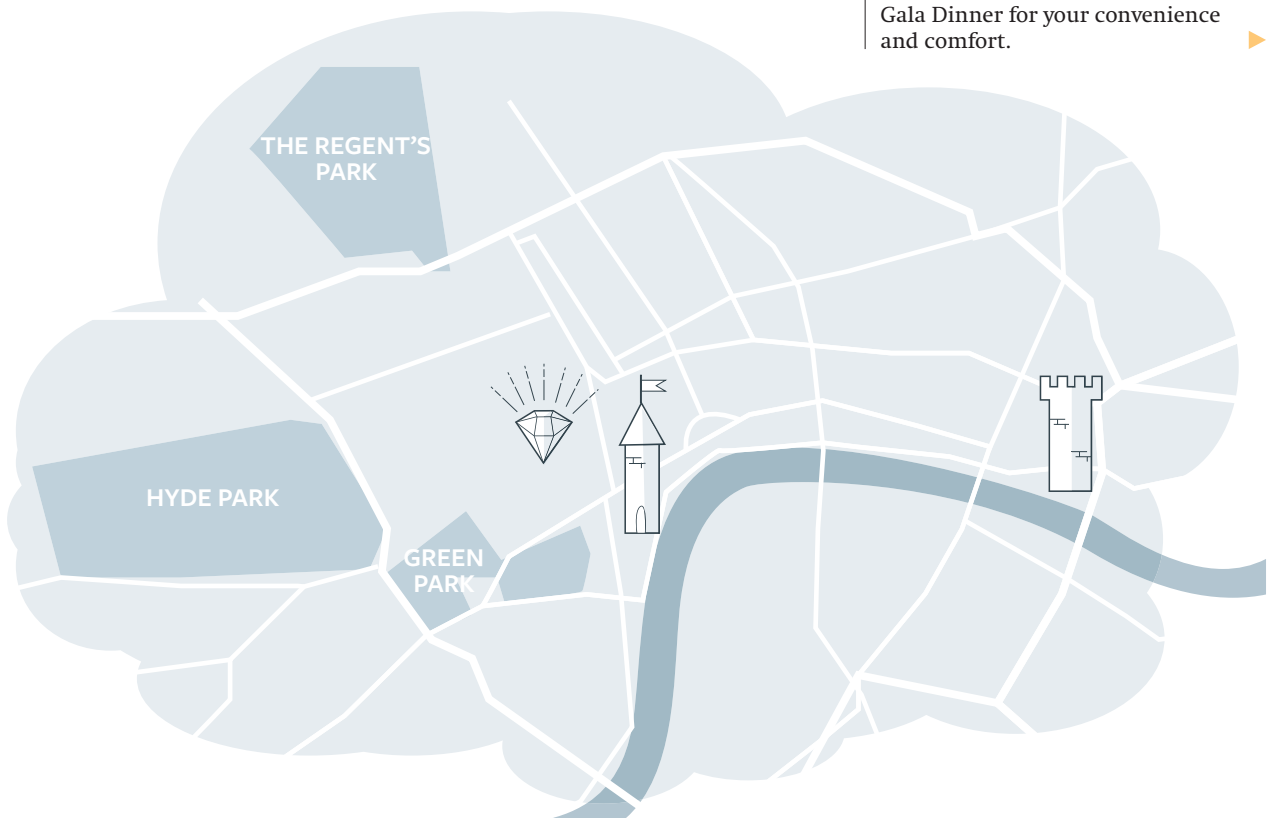 Gala Dinner for your convenience
and comfort.
THE REGENT’S
PARK
HYDE PARK
GREEN
PARK